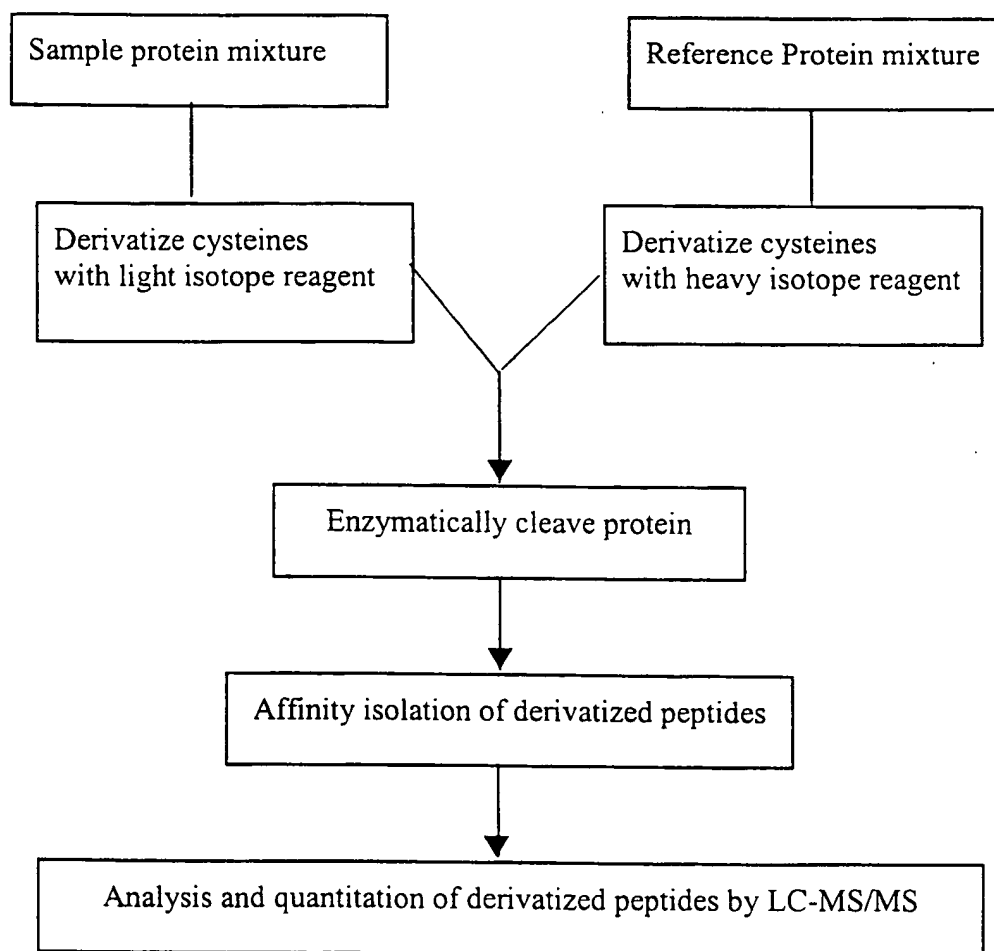 Sample protein mixture
Reference Protein mixture
Derivatize cysteines
with light isotope reagent
Derivatize cysteines
with heavy isotope reagent
Enzymatically cleave protein
Affinity isolation of derivatized peptides
Analysis and quantitation of derivatized peptides by LC-MS/MS